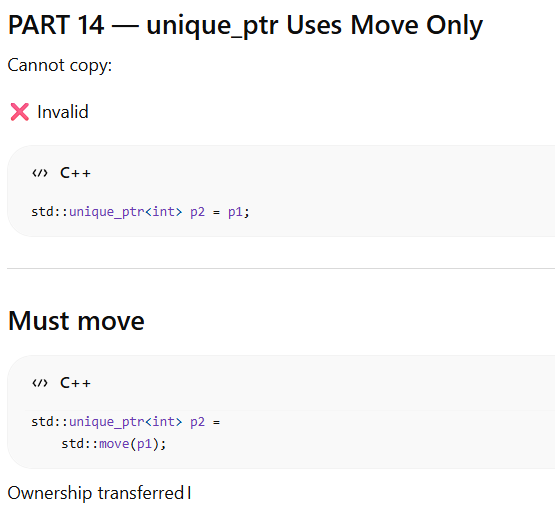 PART 14 — unique_ptr Uses Move Only
Cannot copy:
❌ Invalid
</> C++
std::unique_ptr<int> p2 = p1;
Must move
</> C++
std::unique_ptr<int> p2 =
    std::move(p1);
Ownership transferred